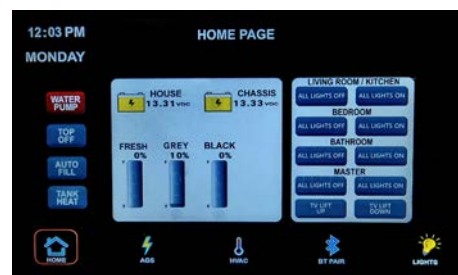 12:03 PM
HOME PAGE
MONDAY
WATER
PUMP
TOP
OFF
AUTO
FILL
TANK
HEAT
HOUSE
13.31 VDC
CHASSIS
13.33 VDC
FRESH
0%
GREY
10%
BLACK
0%
LIVING ROOM / KITCHEN
ALL LIGHTS OFF
ALL LIGHTS ON
BEDROOM
ALL LIGHTS OFF
ALL LIGHTS ON
BATHROOM
ALL LIGHTS OFF
ALL LIGHTS ON
MASTER
ALL LIGHTS OFF
ALL LIGHTS ON
TV LIFT
UP
TV LIFT
DOWN
HOME
AGS
HVAC
BT PAIR
LIGHTS